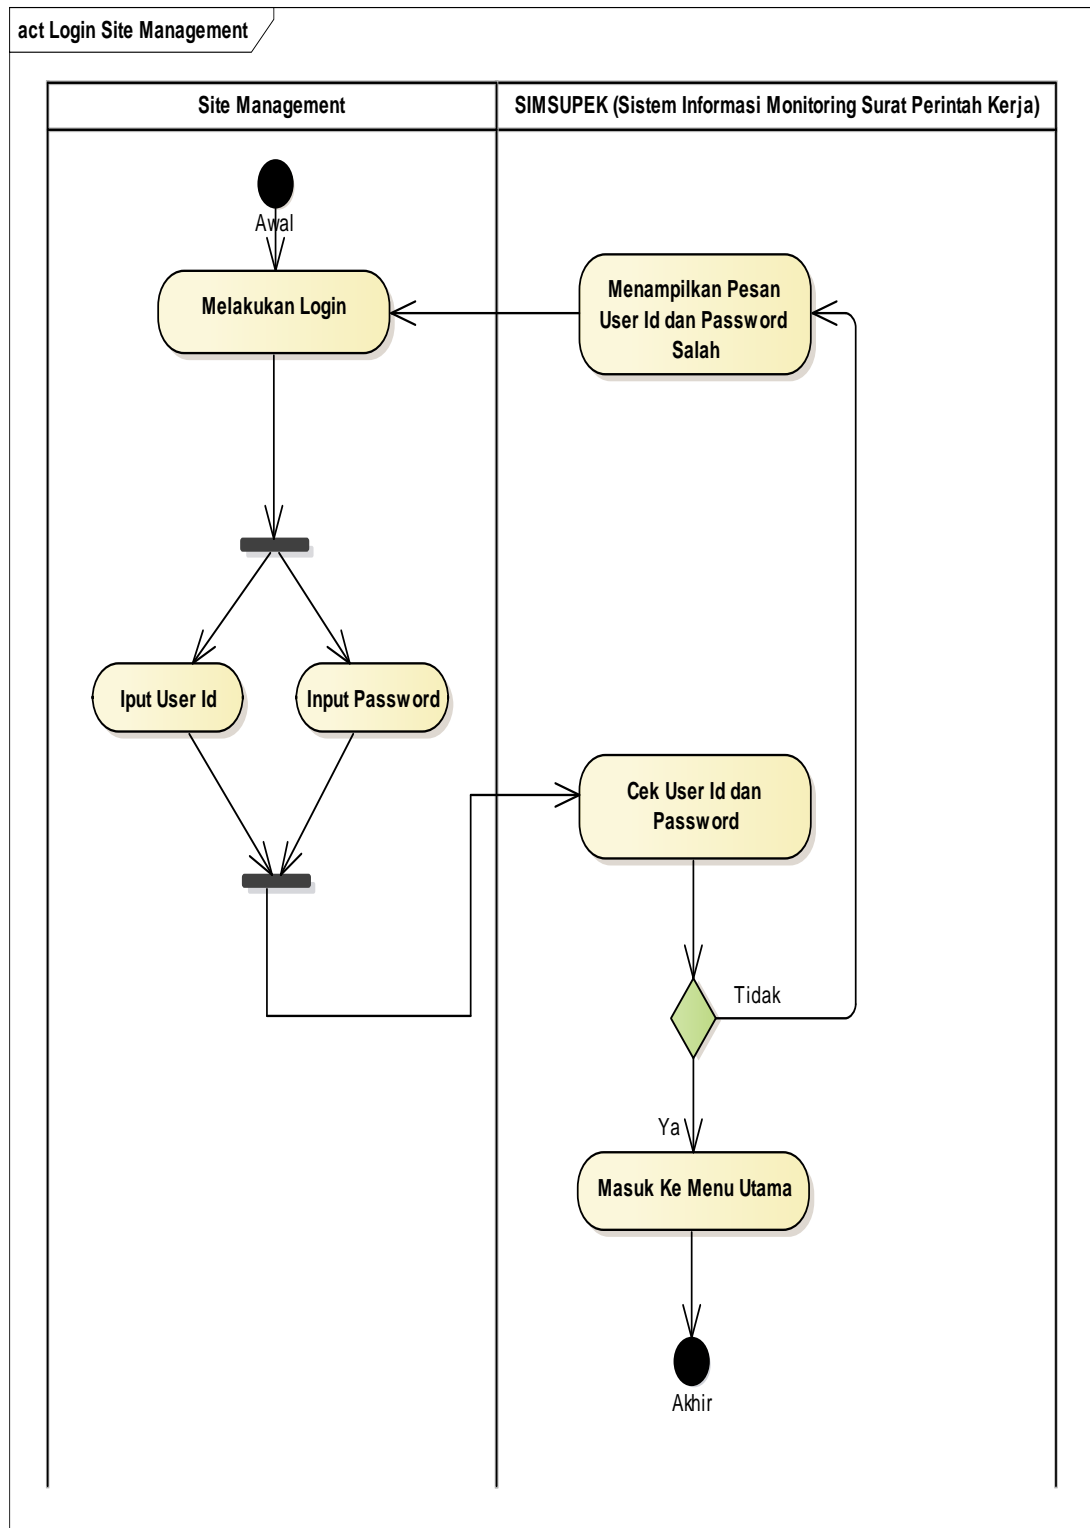 act Login Site Management
Site Management
SIMSUPEK (Sistem Informasi Monitoring Surat Perintah Kerja)
Awal
Melakukan Login
Menampilkan Pesan
User Id dan Password
Salah
Iput User Id
Input Password
Cek User Id dan
Password
Tidak
Ya
Masuk Ke Menu Utama
Akhir